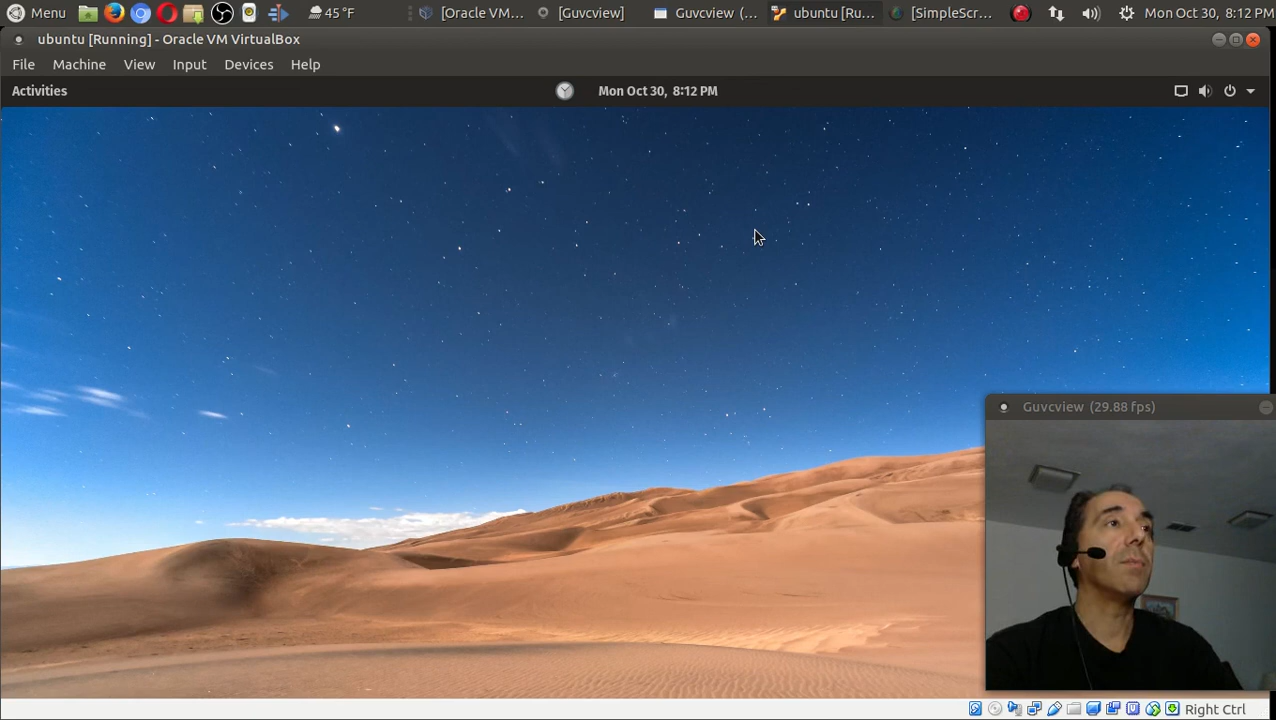 Menu 45 °F [Oracle VM... [Guvcview] Guvcview (... ubuntu [Ru... [SimpleScr... Mon Oct 30, 8:12 PM
ubuntu [Running] - Oracle VM VirtualBox
File Machine View Input Devices Help
Activities Mon Oct 30, 8:12 PM
Guvcview (29.88 fps)
Right Ctrl